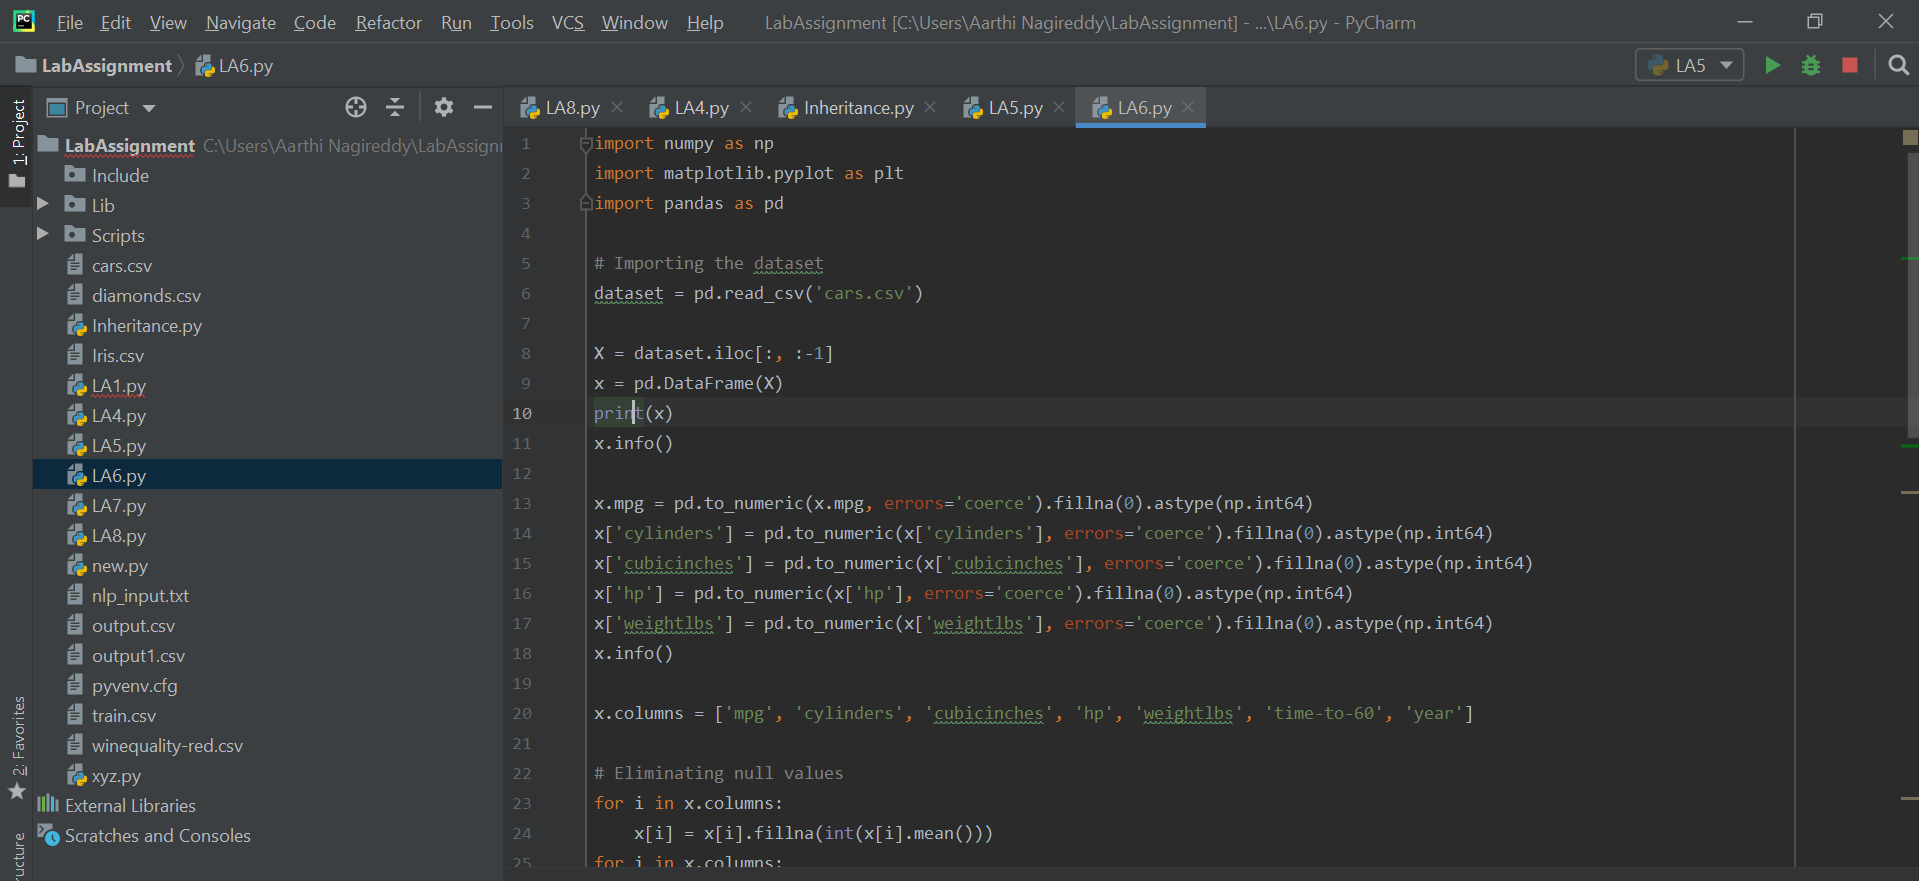 PC File Edit View Navigate Code Refactor Run Tools VCS Window Help LabAssignment [C:\Users\Aarthi Nagireddy\LabAssignment] - ...\LA6.py - PyCharm
LabAssignment LA6.py LA5
1: Project
2: Favorites
Project
LabAssignment C:\Users\Aarthi Nagireddy\LabAssignn
Include
Lib
Scripts
cars.csv
diamonds.csv
Inheritance.py
Iris.csv
LA1.py
LA4.py
LA5.py
LA6.py
LA7.py
LA8.py
new.py
nlp_input.txt
output.csv
output1.csv
pyvenv.cfg
train.csv
winequality-red.csv
xyz.py
External Libraries
Scratches and Consoles
LA8.py LA4.py Inheritance.py LA5.py LA6.py
1 import numpy as np
2 import matplotlib.pyplot as plt
3 import pandas as pd
4
5 # Importing the dataset
6 dataset = pd.read_csv('cars.csv')
7
8 X = dataset.iloc[:, :-1]
9 x = pd.DataFrame(X)
10 print(x)
11 x.info()
12
13 x.mpg = pd.to_numeric(x.mpg, errors='coerce').fillna(0).astype(np.int64)
14 x['cylinders'] = pd.to_numeric(x['cylinders'], errors='coerce').fillna(0).astype(np.int64)
15 x['cubicinches'] = pd.to_numeric(x['cubicinches'], errors='coerce').fillna(0).astype(np.int64)
16 x['hp'] = pd.to_numeric(x['hp'], errors='coerce').fillna(0).astype(np.int64)
17 x['weightlbs'] = pd.to_numeric(x['weightlbs'], errors='coerce').fillna(0).astype(np.int64)
18 x.info()
19
20 x.columns = ['mpg', 'cylinders', 'cubicinches', 'hp', 'weightlbs', 'time-to-60', 'year']
21
22 # Eliminating null values
23 for i in x.columns:
24 x[i] = x[i].fillna(int(x[i].mean()))
25 for i in x.columns:
ructure